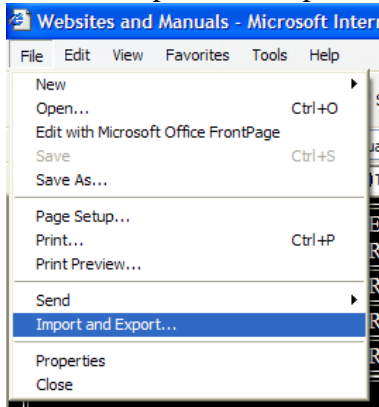 Websites and Manuals - Microsoft Inter
File Edit View Favorites Tools Help
New
Open... Ctrl+O
Edit with Microsoft Office FrontPage
Save Ctrl+S
Save As...
Page Setup...
Print... Ctrl+P
Print Preview...
Send
Import and Export...
Properties
Close